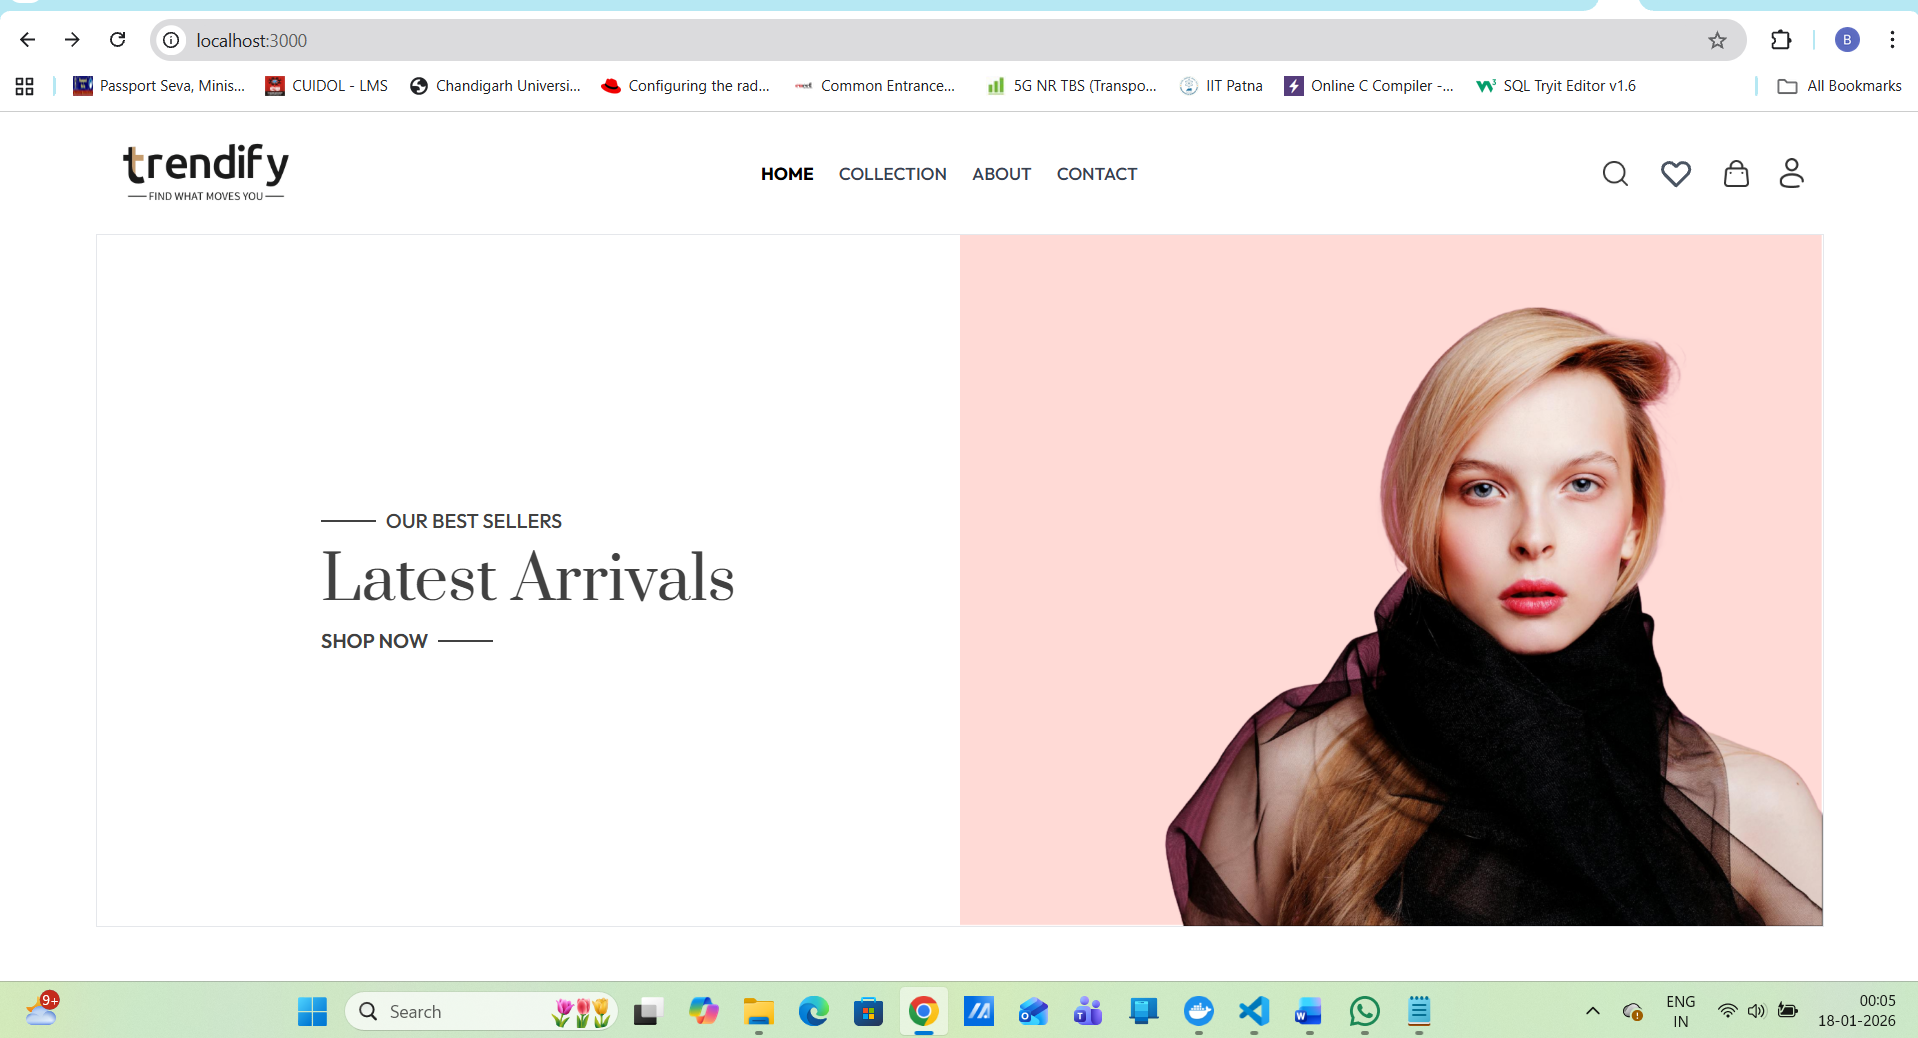 localhost:3000
B
Passport Seva, Minis...
CUIDOL - LMS
Chandigarh Universi...
Configuring the rad...
Common Entrance...
5G NR TBS (Transpo...
IIT Patna
Online C Compiler -...
SQL Tryit Editor v1.6
All Bookmarks
trendify
FIND WHAT MOVES YOU
HOME
COLLECTION
ABOUT
CONTACT
OUR BEST SELLERS
Latest Arrivals
SHOP NOW
9+
Search
ENG
IN
00:05
18-01-2026